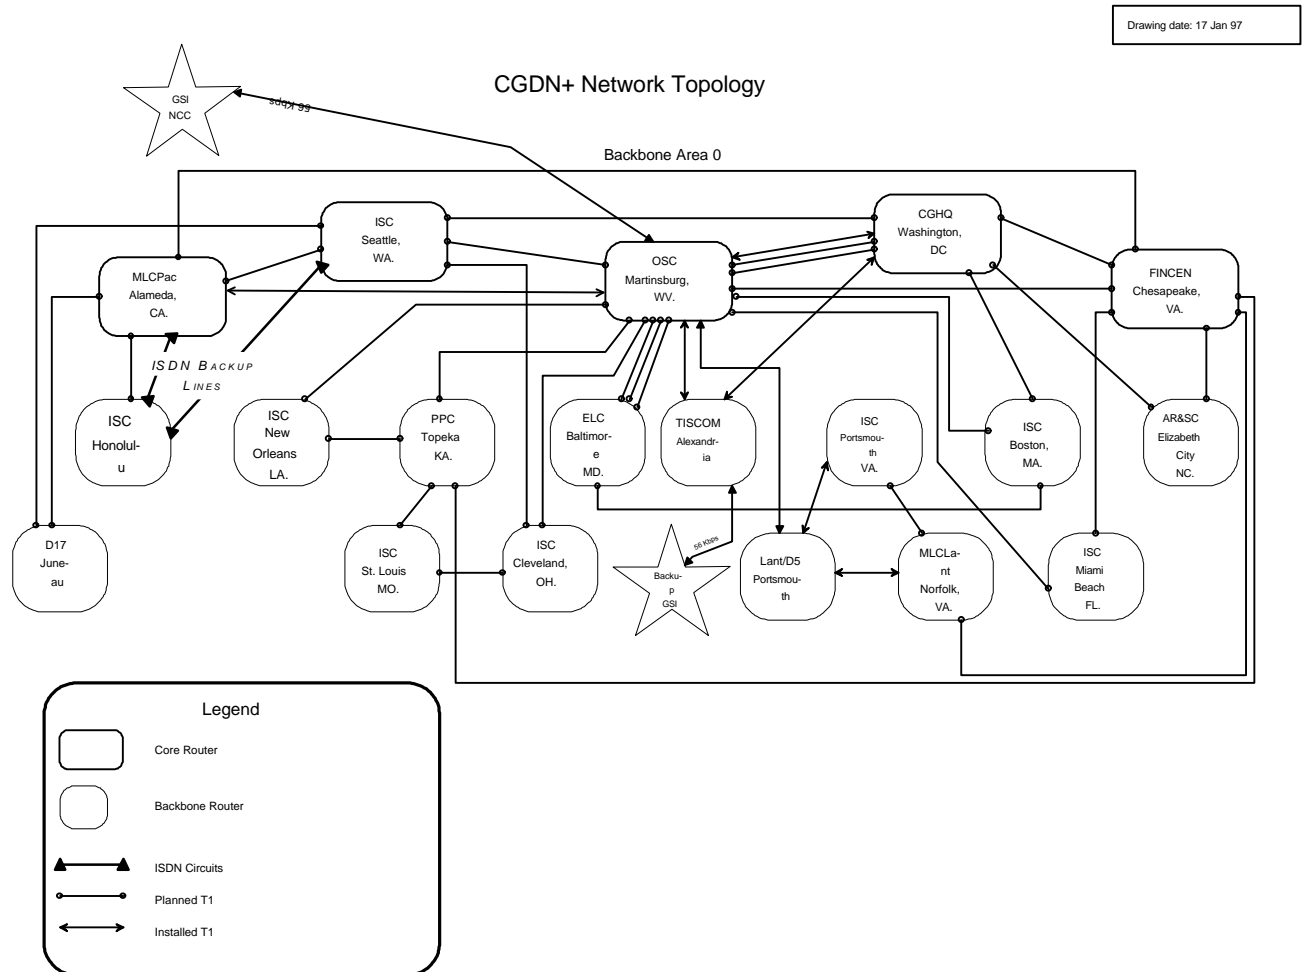 Drawing date: 17 Jan 97
CGDN+ Network Topology
GSI
NCC
56 Kbps
Backbone Area 0
ISC
Seattle,
WA.
CGHQ
Washington,
DC
OSC
Martinsburg,
WV.
MLCPac
Alameda,
CA.
FINCEN
Chesapeake,
VA.
ISDN BACKUP
LINES
ISC
Honolul-
u
ISC
New
Orleans
LA.
PPC
Topeka
KA.
ELC
Baltimor-
e
MD.
TISCOM
Alexandr-
ia
ISC
Portsmou-
th
VA.
ISC
Boston,
MA.
AR&SC
Elizabeth
City
NC.
D17
June-
au
ISC
St. Louis
MO.
ISC
Cleveland,
OH.
56 Kbps
Backu-
p
GSI
Lant/D5
Portsmou-
th
MLCLa-
nt
Norfolk,
VA.
ISC
Miami
Beach
FL.
Legend
Core Router
Backbone Router
ISDN Circuits
Planned T1
Installed T1